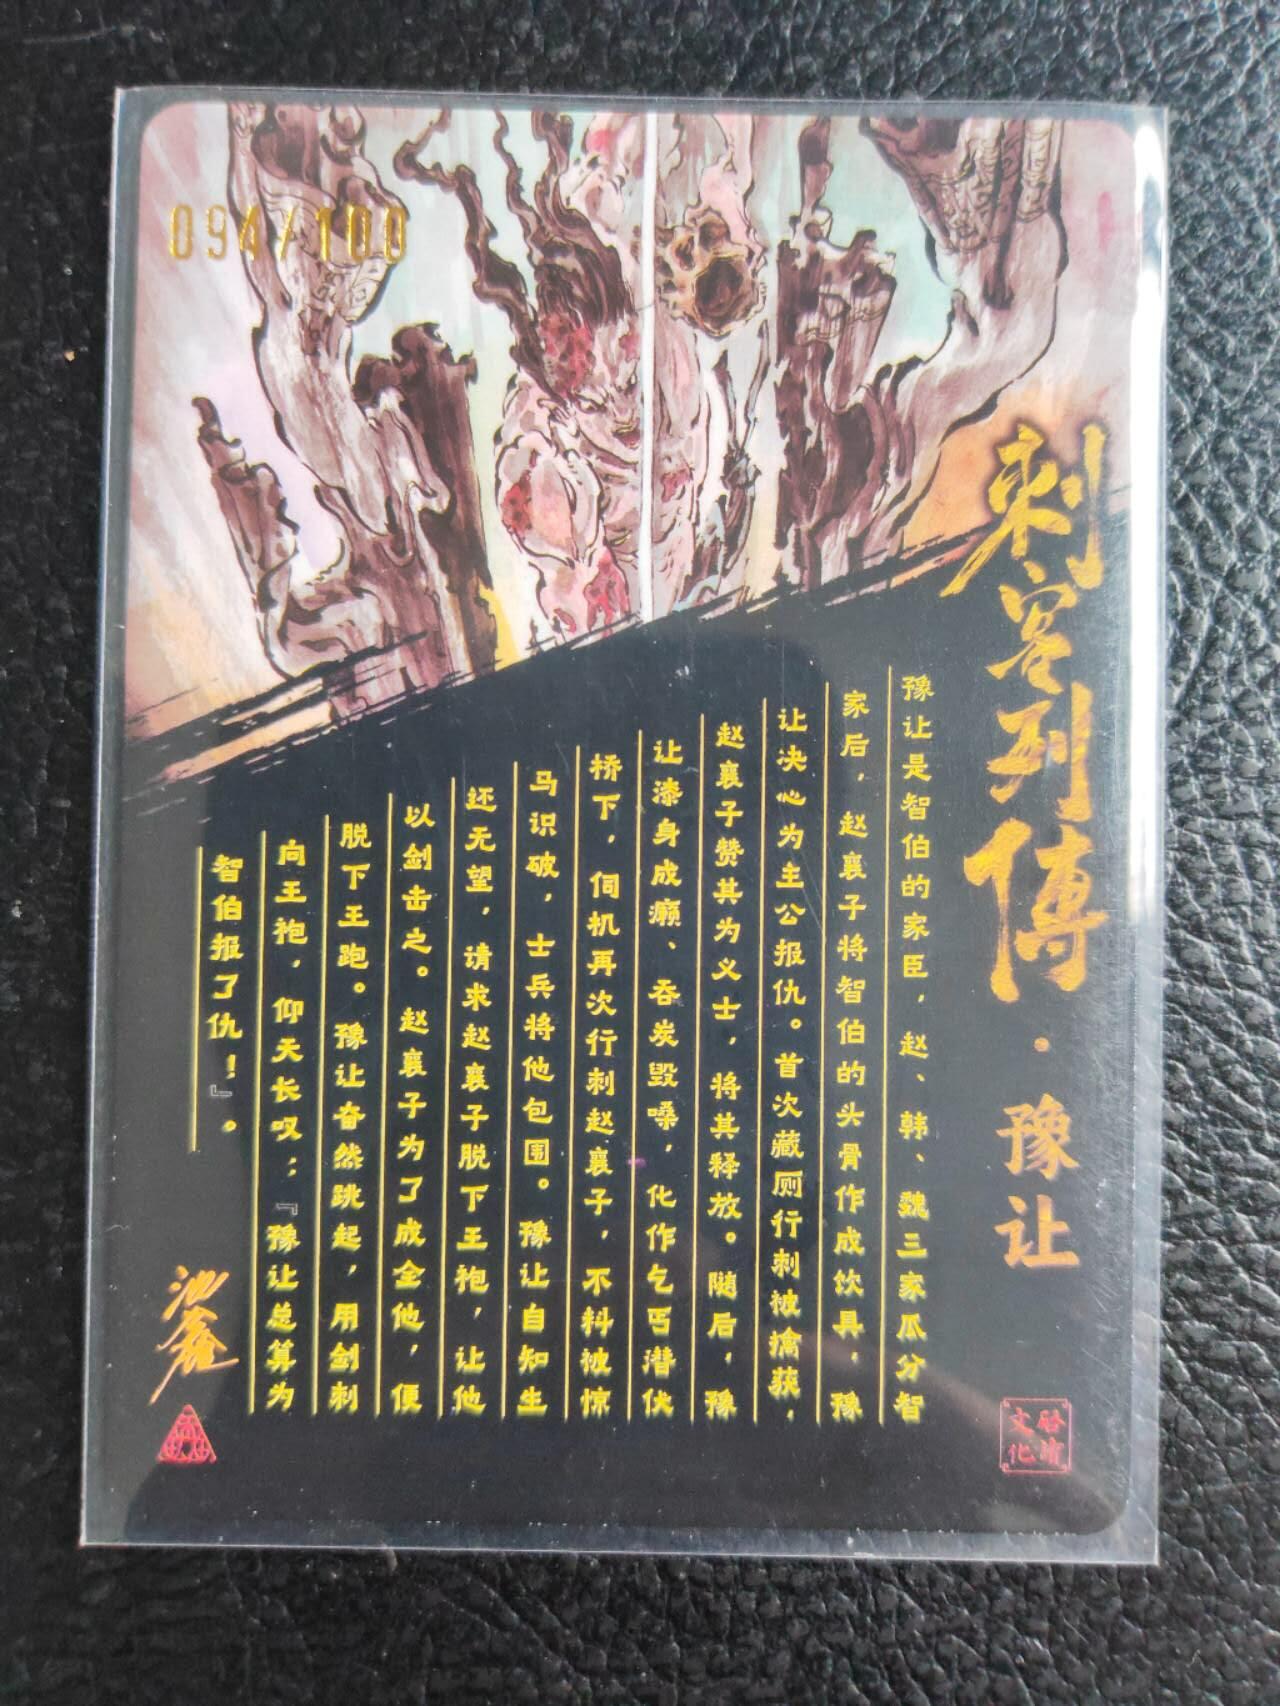 094/100
刺客列傳·豫让
豫让是智伯的家臣，赵、韩、魏三家瓜分智
家后，赵襄子将智伯的头骨作成饮具，豫
让决心为主公报仇。首次藏厕行刺被擒获，
赵襄子赞其为义士，将其释放。随后，豫
让漆身成癞、吞炭毁嗓，化作乞丐潜伏
桥下，伺机再次行刺赵襄子，不料被惊
马识破，士兵将他包围。豫让自知生
还无望，请求赵襄子脱下王袍，让他
以剑击之。赵襄子为了成全他，便
脱下王跑。豫让奋然跳起，用剑刺
向王袍，仰天长叹：『豫让总算为
智伯报了仇！』。
文化